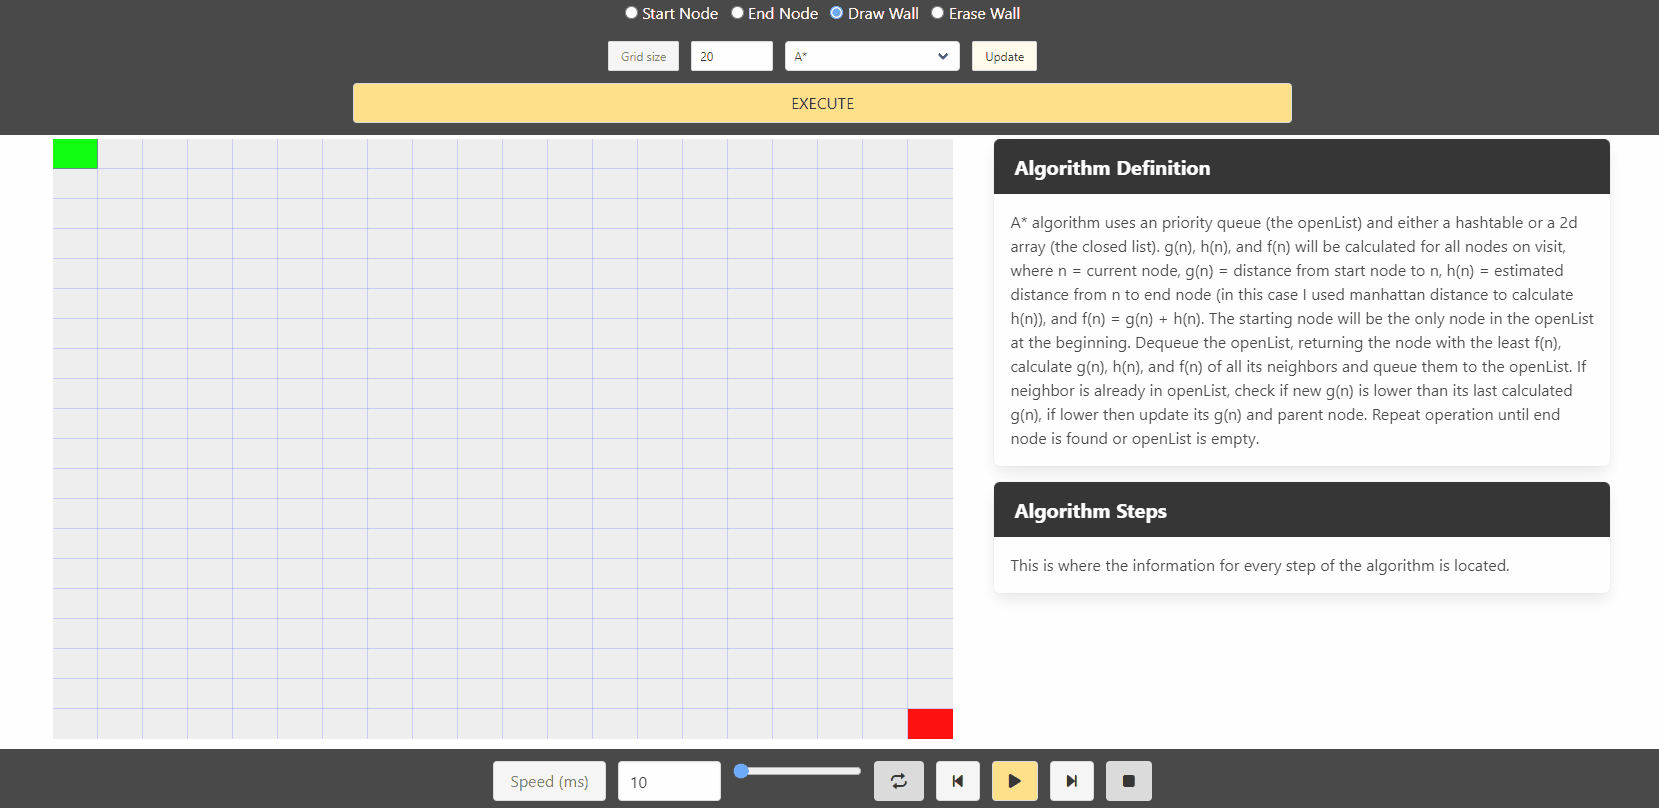 Start Node End Node Draw Wall Erase Wall
Grid size 20 A* Update
EXECUTE
Algorithm Definition
A* algorithm uses an priority queue (the openList) and either a hashtable or a 2d
array (the closed list). g(n), h(n), and f(n) will be calculated for all nodes on visit,
where n = current node, g(n) = distance from start node to n, h(n) = estimated
distance from n to end node (in this case I used manhattan distance to calculate
h(n)), and f(n) = g(n) + h(n). The starting node will be the only node in the openList
at the beginning. Dequeue the openList, returning the node with the least f(n),
calculate g(n), h(n), and f(n) of all its neighbors and queue them to the openList. If
neighbor is already in openList, check if new g(n) is lower than its last calculated
g(n), if lower then update its g(n) and parent node. Repeat operation until end
node is found or openList is empty.
Algorithm Steps
This is where the information for every step of the algorithm is located.
Speed (ms) 10